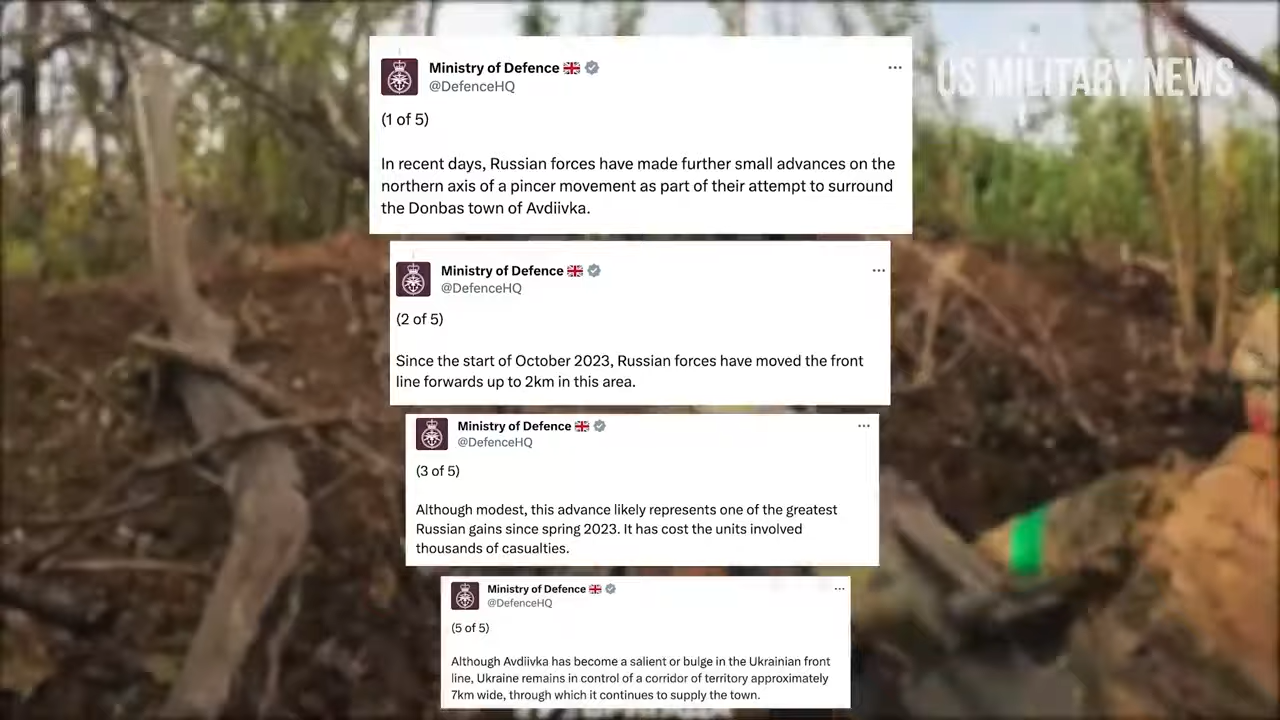 US MILITARY NEWS
Ministry of Defence
@DefenceHQ
(1 of 5)
In recent days, Russian forces have made further small advances on the
northern axis of a pincer movement as part of their attempt to surround
the Donbas town of Avdiivka.
Ministry of Defence
@DefenceHQ
(2 of 5)
Since the start of October 2023, Russian forces have moved the front
line forwards up to 2km in this area.
Ministry of Defence
@DefenceHQ
(3 of 5)
Although modest, this advance likely represents one of the greatest
Russian gains since spring 2023. It has cost the units involved
thousands of casualties.
Ministry of Defence
@DefenceHQ
(5 of 5)
Although Avdiivka has become a salient or bulge in the Ukrainian front
line, Ukraine remains in control of a corridor of territory approximately
7km wide, through which it continues to supply the town.